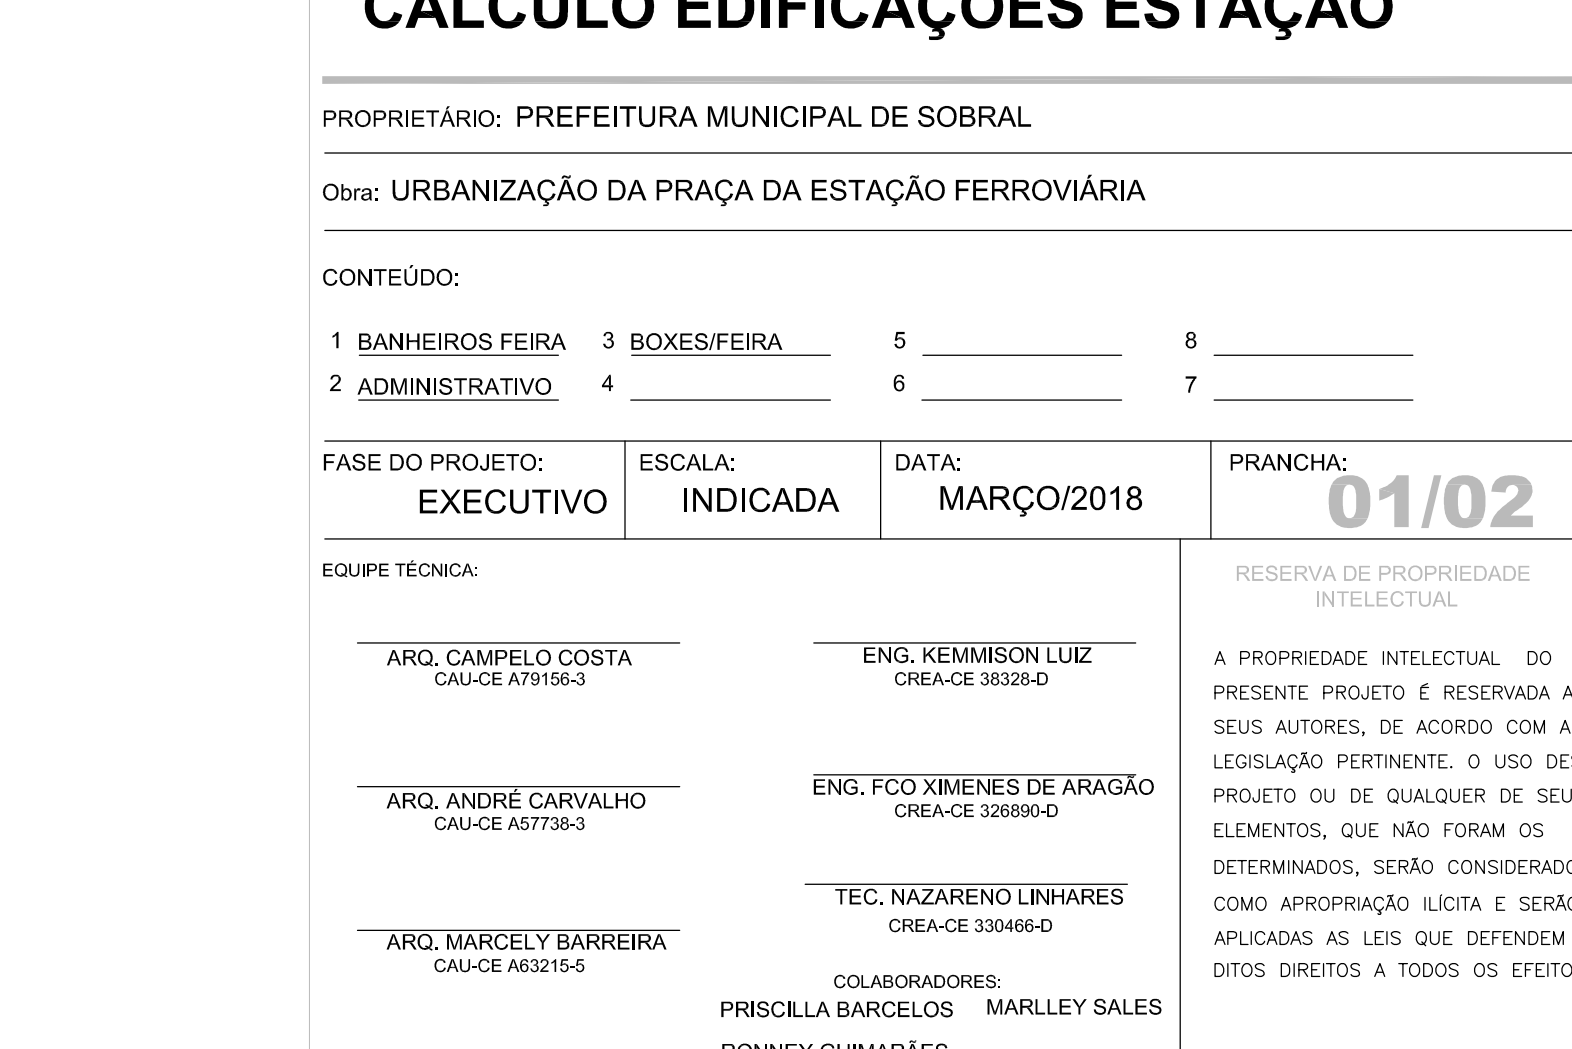 CÁLCULO EDIFICAÇÕES ESTAÇÃO
PROPRIETÁRIO: PREFEITURA MUNICIPAL DE SOBRAL
Obra: URBANIZAÇÃO DA PRAÇA DA ESTAÇÃO FERROVIÁRIA
CONTEÚDO:
1 BANHEIROS FEIRA 3 BOXES/FEIRA 5 8
2 ADMINISTRATIVO 4 6 7
FASE DO PROJETO: ESCALA: DATA: PRANCHA:
EXECUTIVO INDICADA MARÇO/2018 01/02
EQUIPE TÉCNICA:
ARQ. CAMPELO COSTA
CAU-CE A79156-3
ENG. KEMMISON LUIZ
CREA-CE 38328-D
ARQ. ANDRÉ CARVALHO
CAU-CE A57738-3
ENG. FCO XIMENES DE ARAGÃO
CREA-CE 326890-D
TEC. NAZARENO LINHARES
CREA-CE 330466-D
ARQ. MARCELY BARREIRA
CAU-CE A63215-5
COLABORADORES:
PRISCILLA BARCELOS MARLLEY SALES
RONNEY GUIMARÃES
RESERVA DE PROPRIEDADE
INTELECTUAL
A PROPRIEDADE INTELECTUAL DO
PRESENTE PROJETO É RESERVADA A
SEUS AUTORES, DE ACORDO COM A
LEGISLAÇÃO PERTINENTE. O USO DES
PROJETO OU DE QUALQUER DE SEU
ELEMENTOS, QUE NÃO FORAM OS
DETERMINADOS, SERÃO CONSIDERADO
COMO APROPRIAÇÃO ILÍCITA E SERÃO
APLICADAS AS LEIS QUE DEFENDEM
DITOS DIREITOS A TODOS OS EFEITO